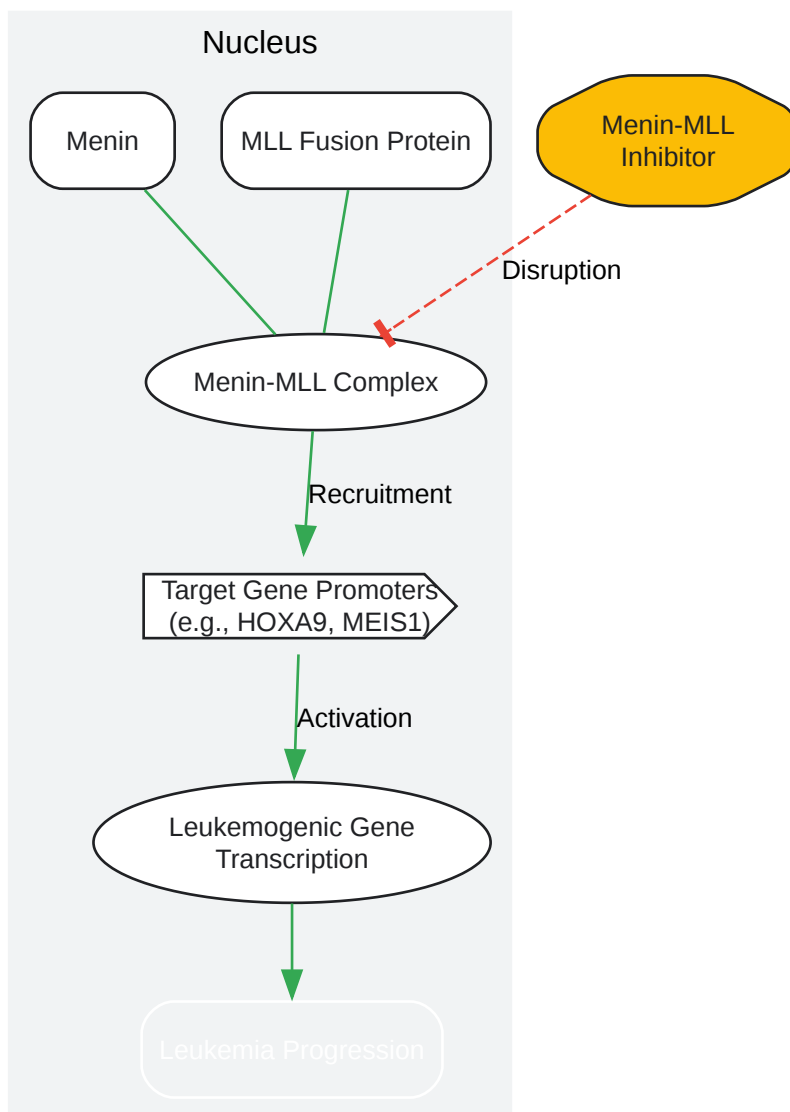 Nucleus
Menin
MLL Fusion Protein
Menin-MLL
Inhibitor
Disruption
Menin-MLL Complex
Recruitment
Target Gene Promoters
(e.g., HOXA9, MEIS1)
Activation
Leukemogenic Gene
Transcription
Leukemia Progression